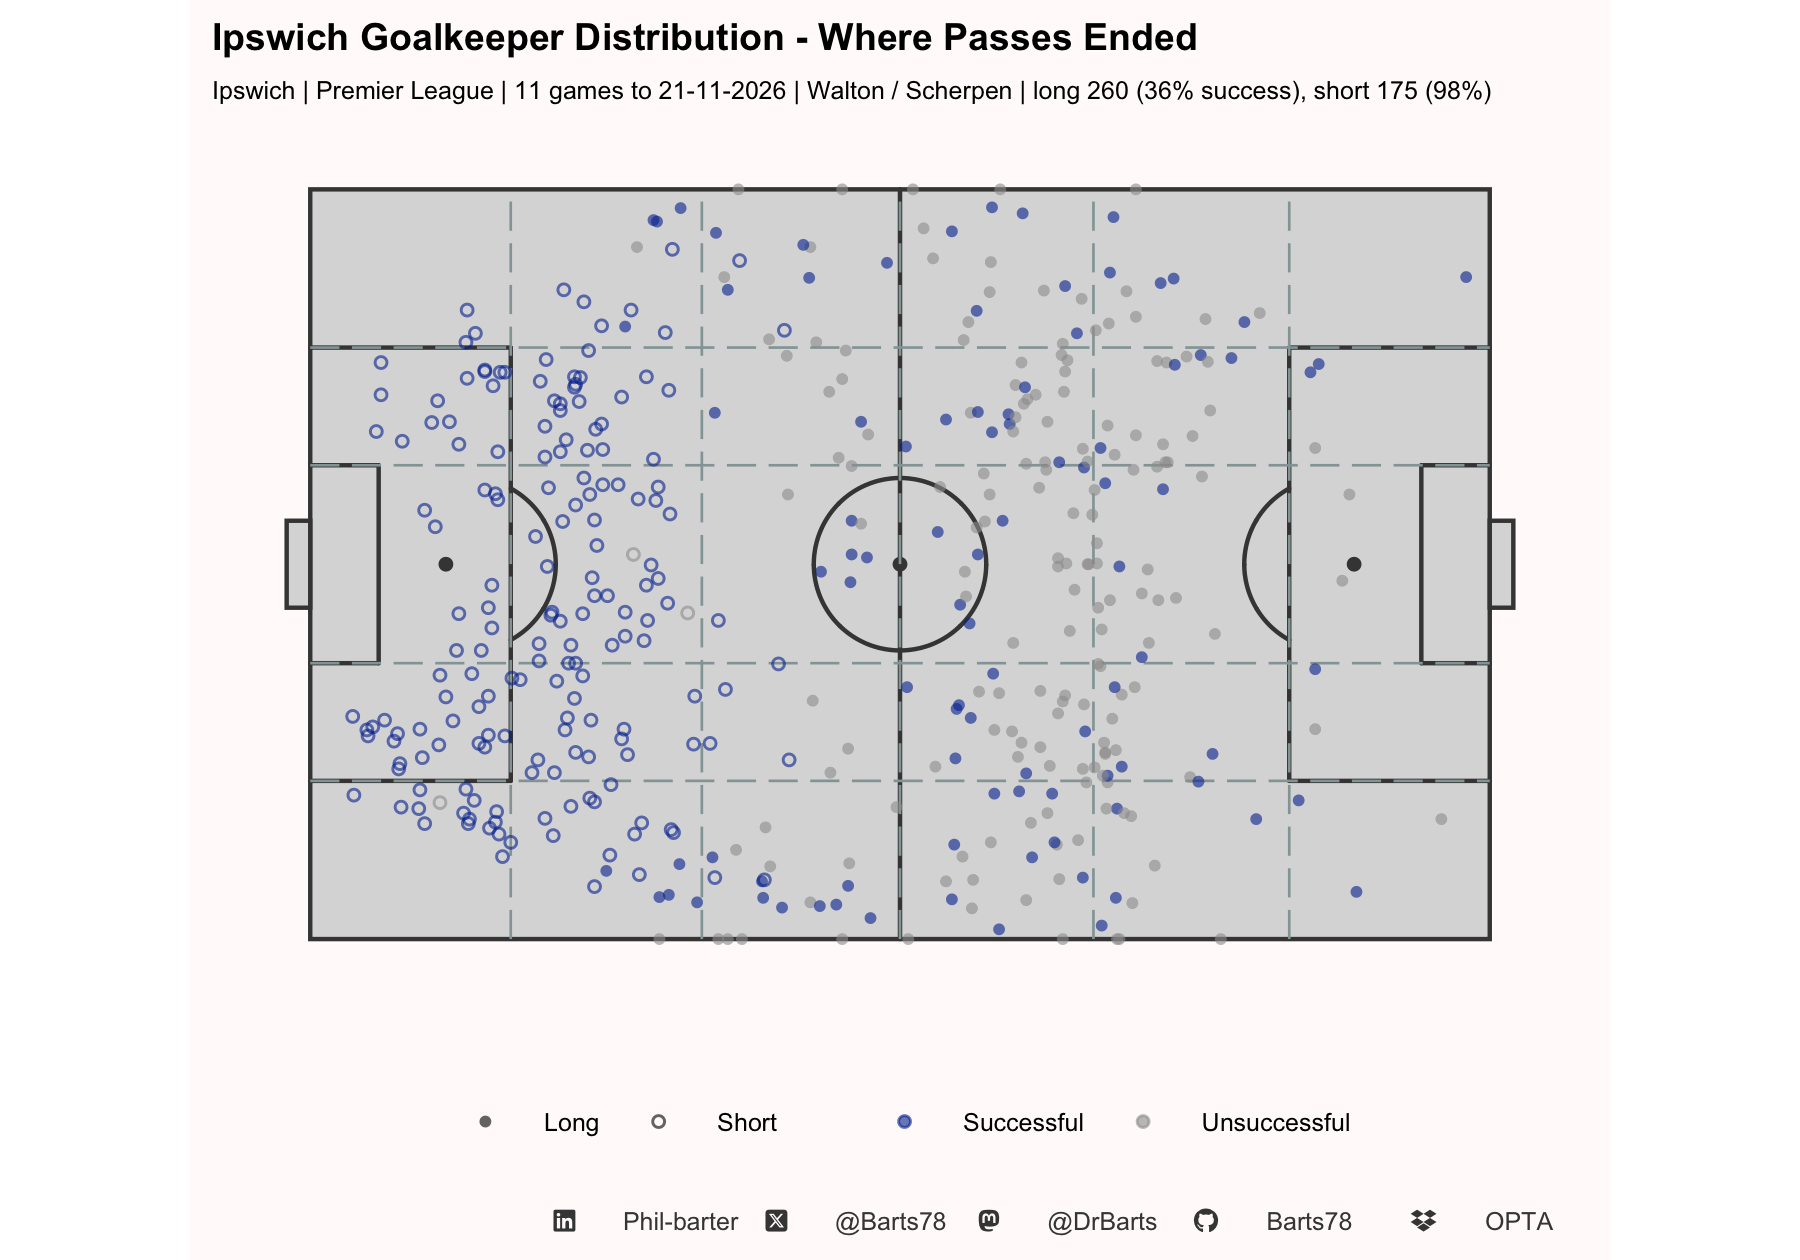 Ipswich Goalkeeper Distribution - Where Passes Ended
Ipswich | Premier League | 11 games to 21-11-2026 | Walton / Scherpen | long 260 (36% success), short 175 (98%)
Long Short Successful Unsuccessful
Phil-barter @Barts78 @DrBarts Barts78 OPTA